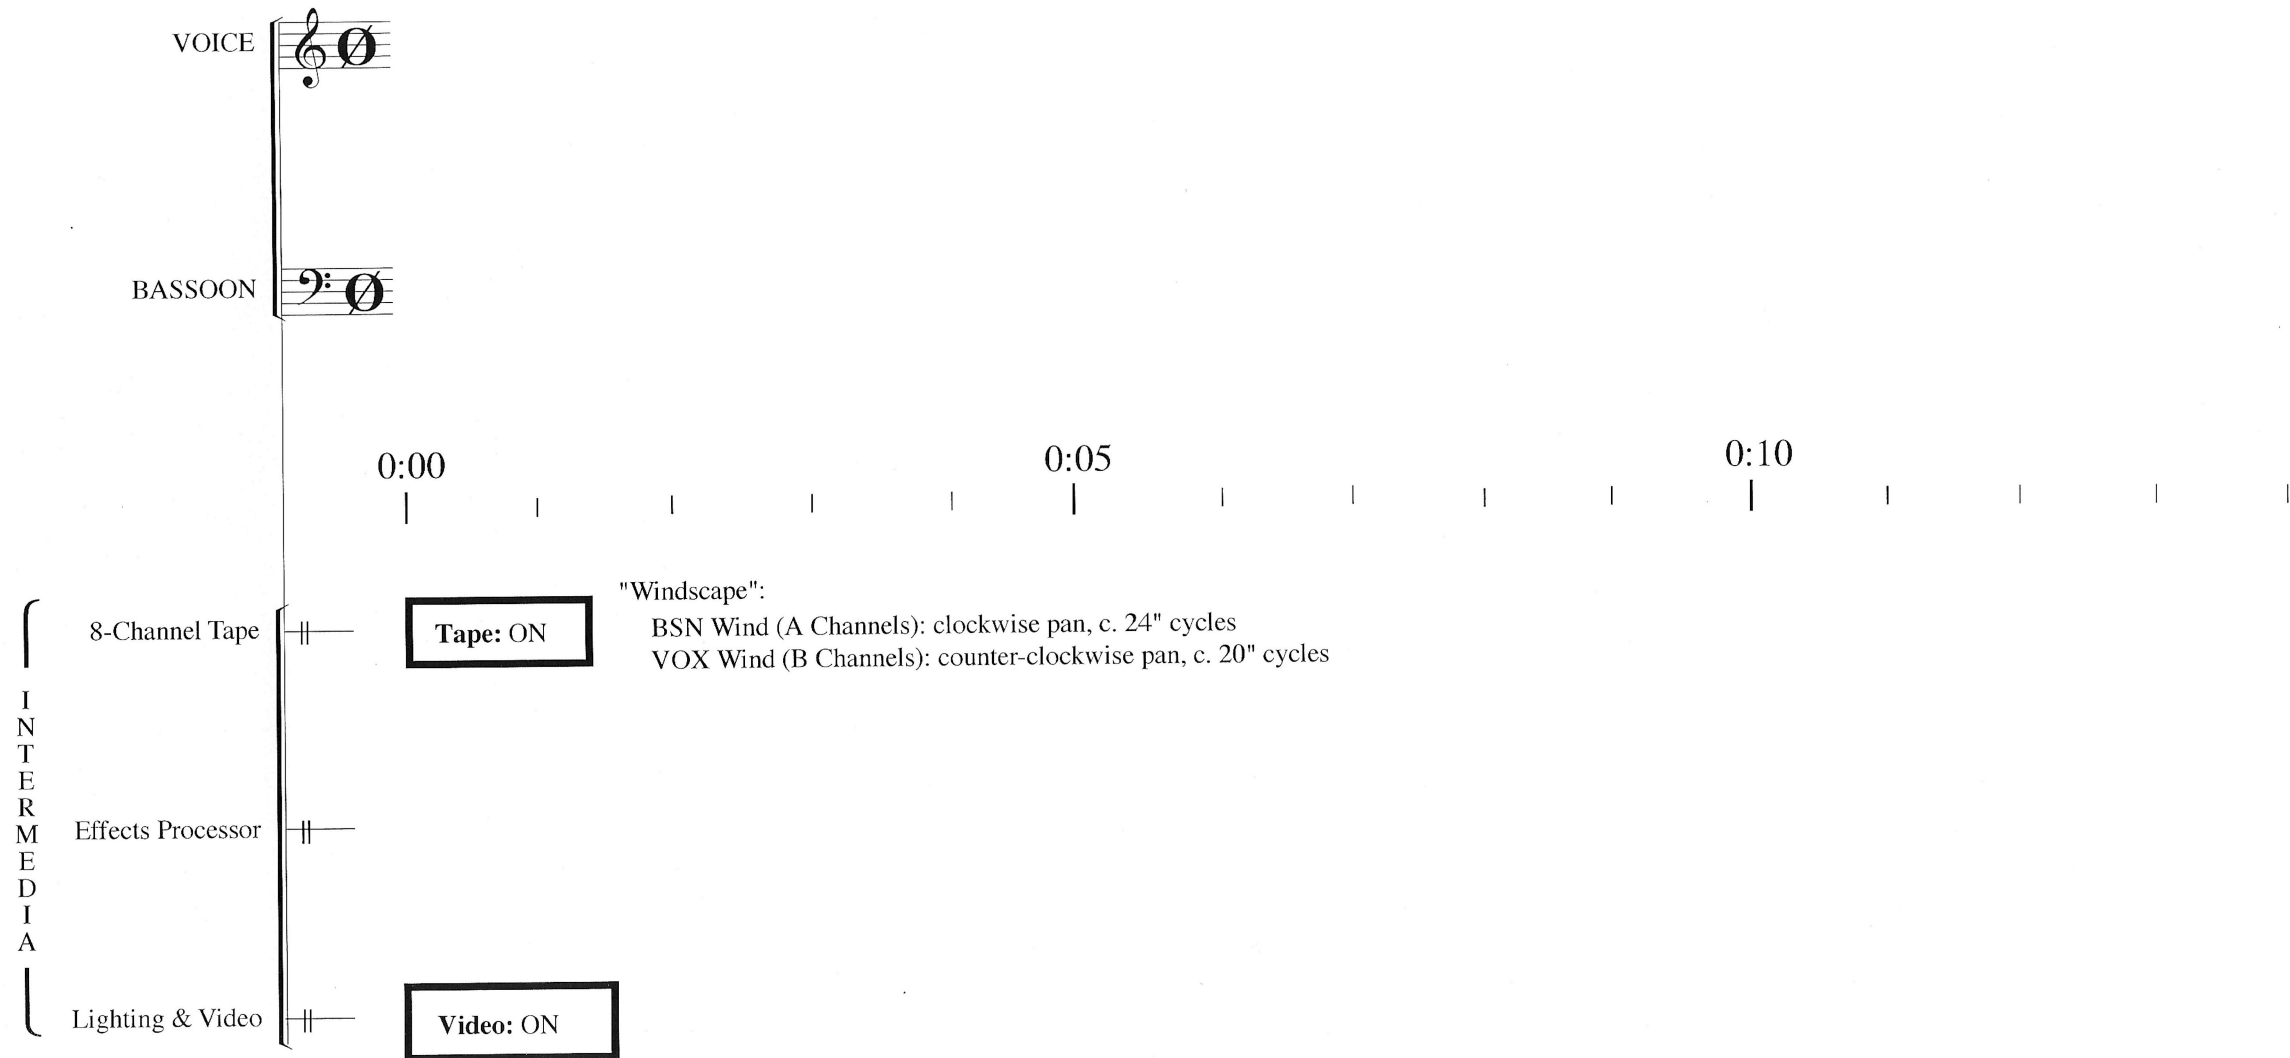 VOICE
BASSOON
0:00 0:05 0:10
"Windscape":
8-Channel Tape Tape: ON BSN Wind (A Channels): clockwise pan, c. 24" cycles
VOX Wind (B Channels): counter-clockwise pan, c. 20" cycles
INTERMEDIA
Effects Processor
Lighting & Video Video: ON